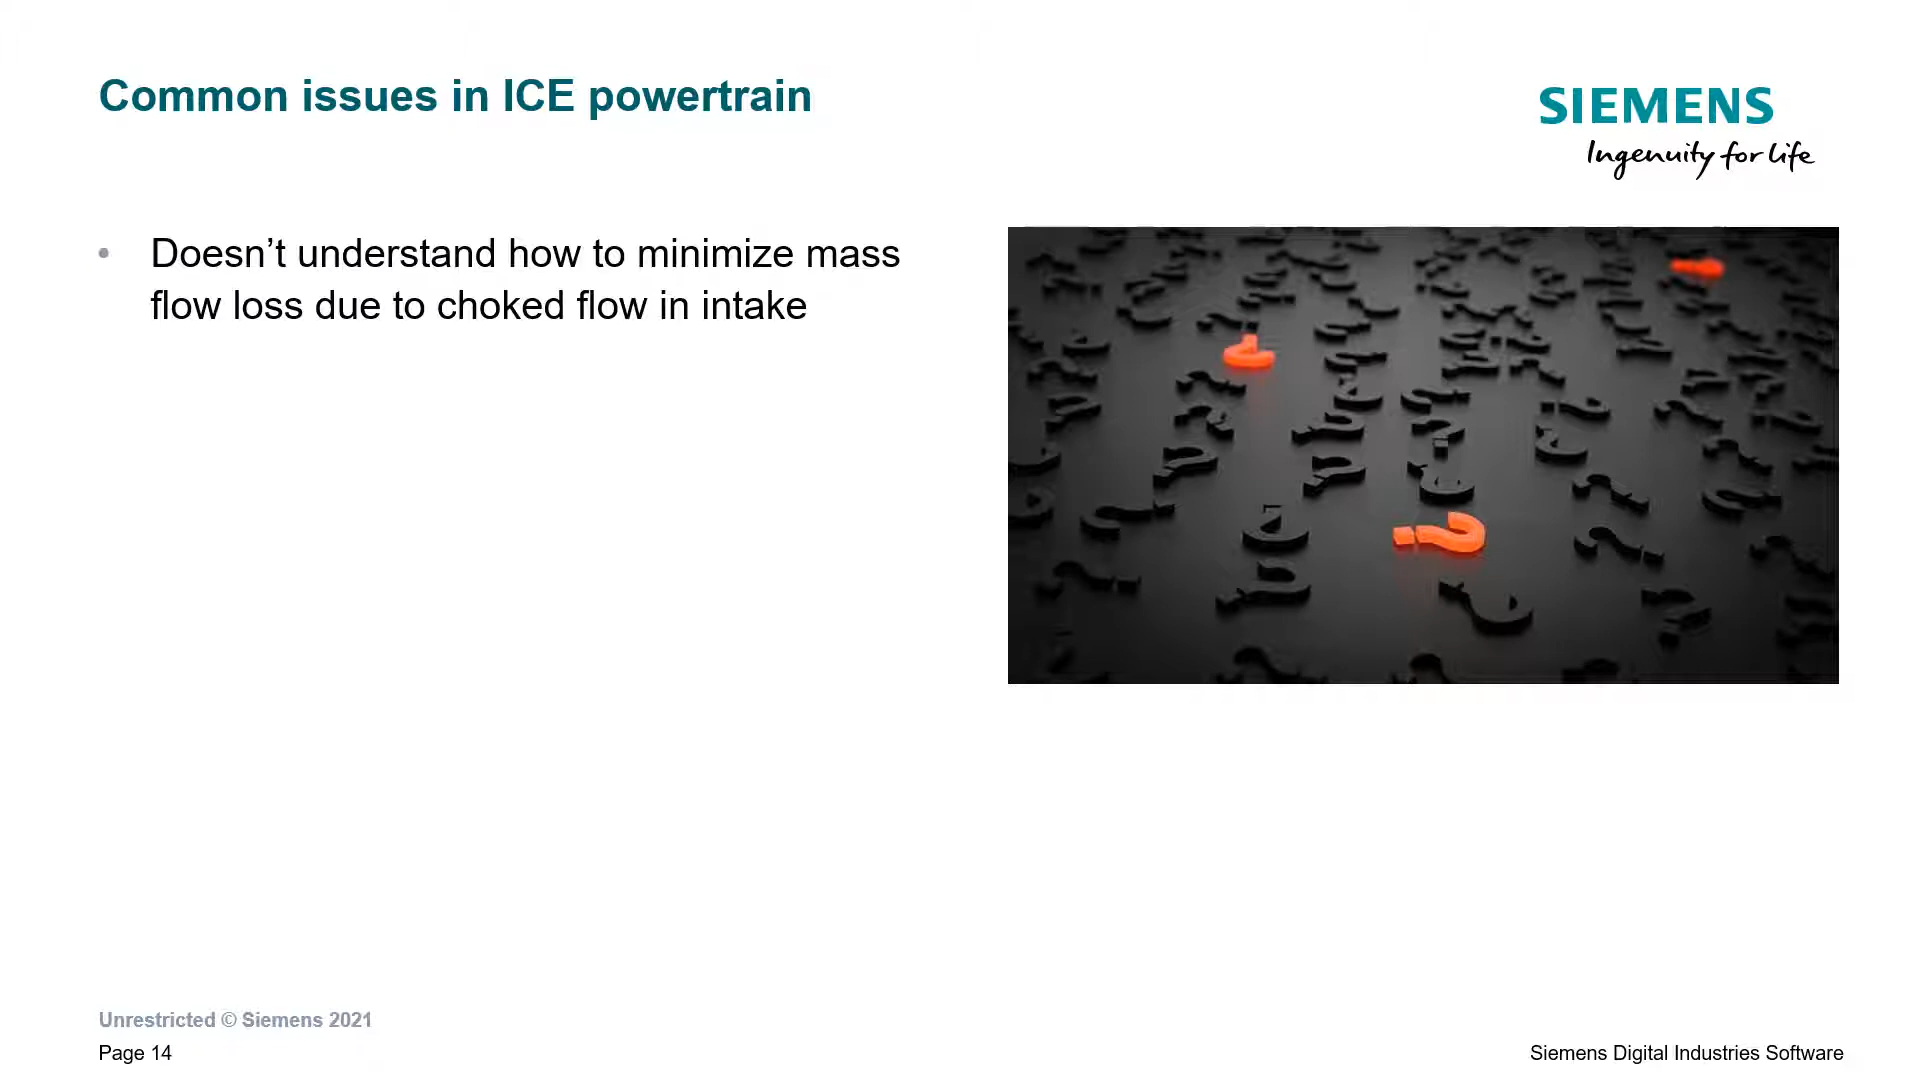 Common issues in ICE powertrain
SIEMENS
Ingenuity for life
• Doesn’t understand how to minimize mass
flow loss due to choked flow in intake
Unrestricted © Siemens 2021
Page 14
Siemens Digital Industries Software